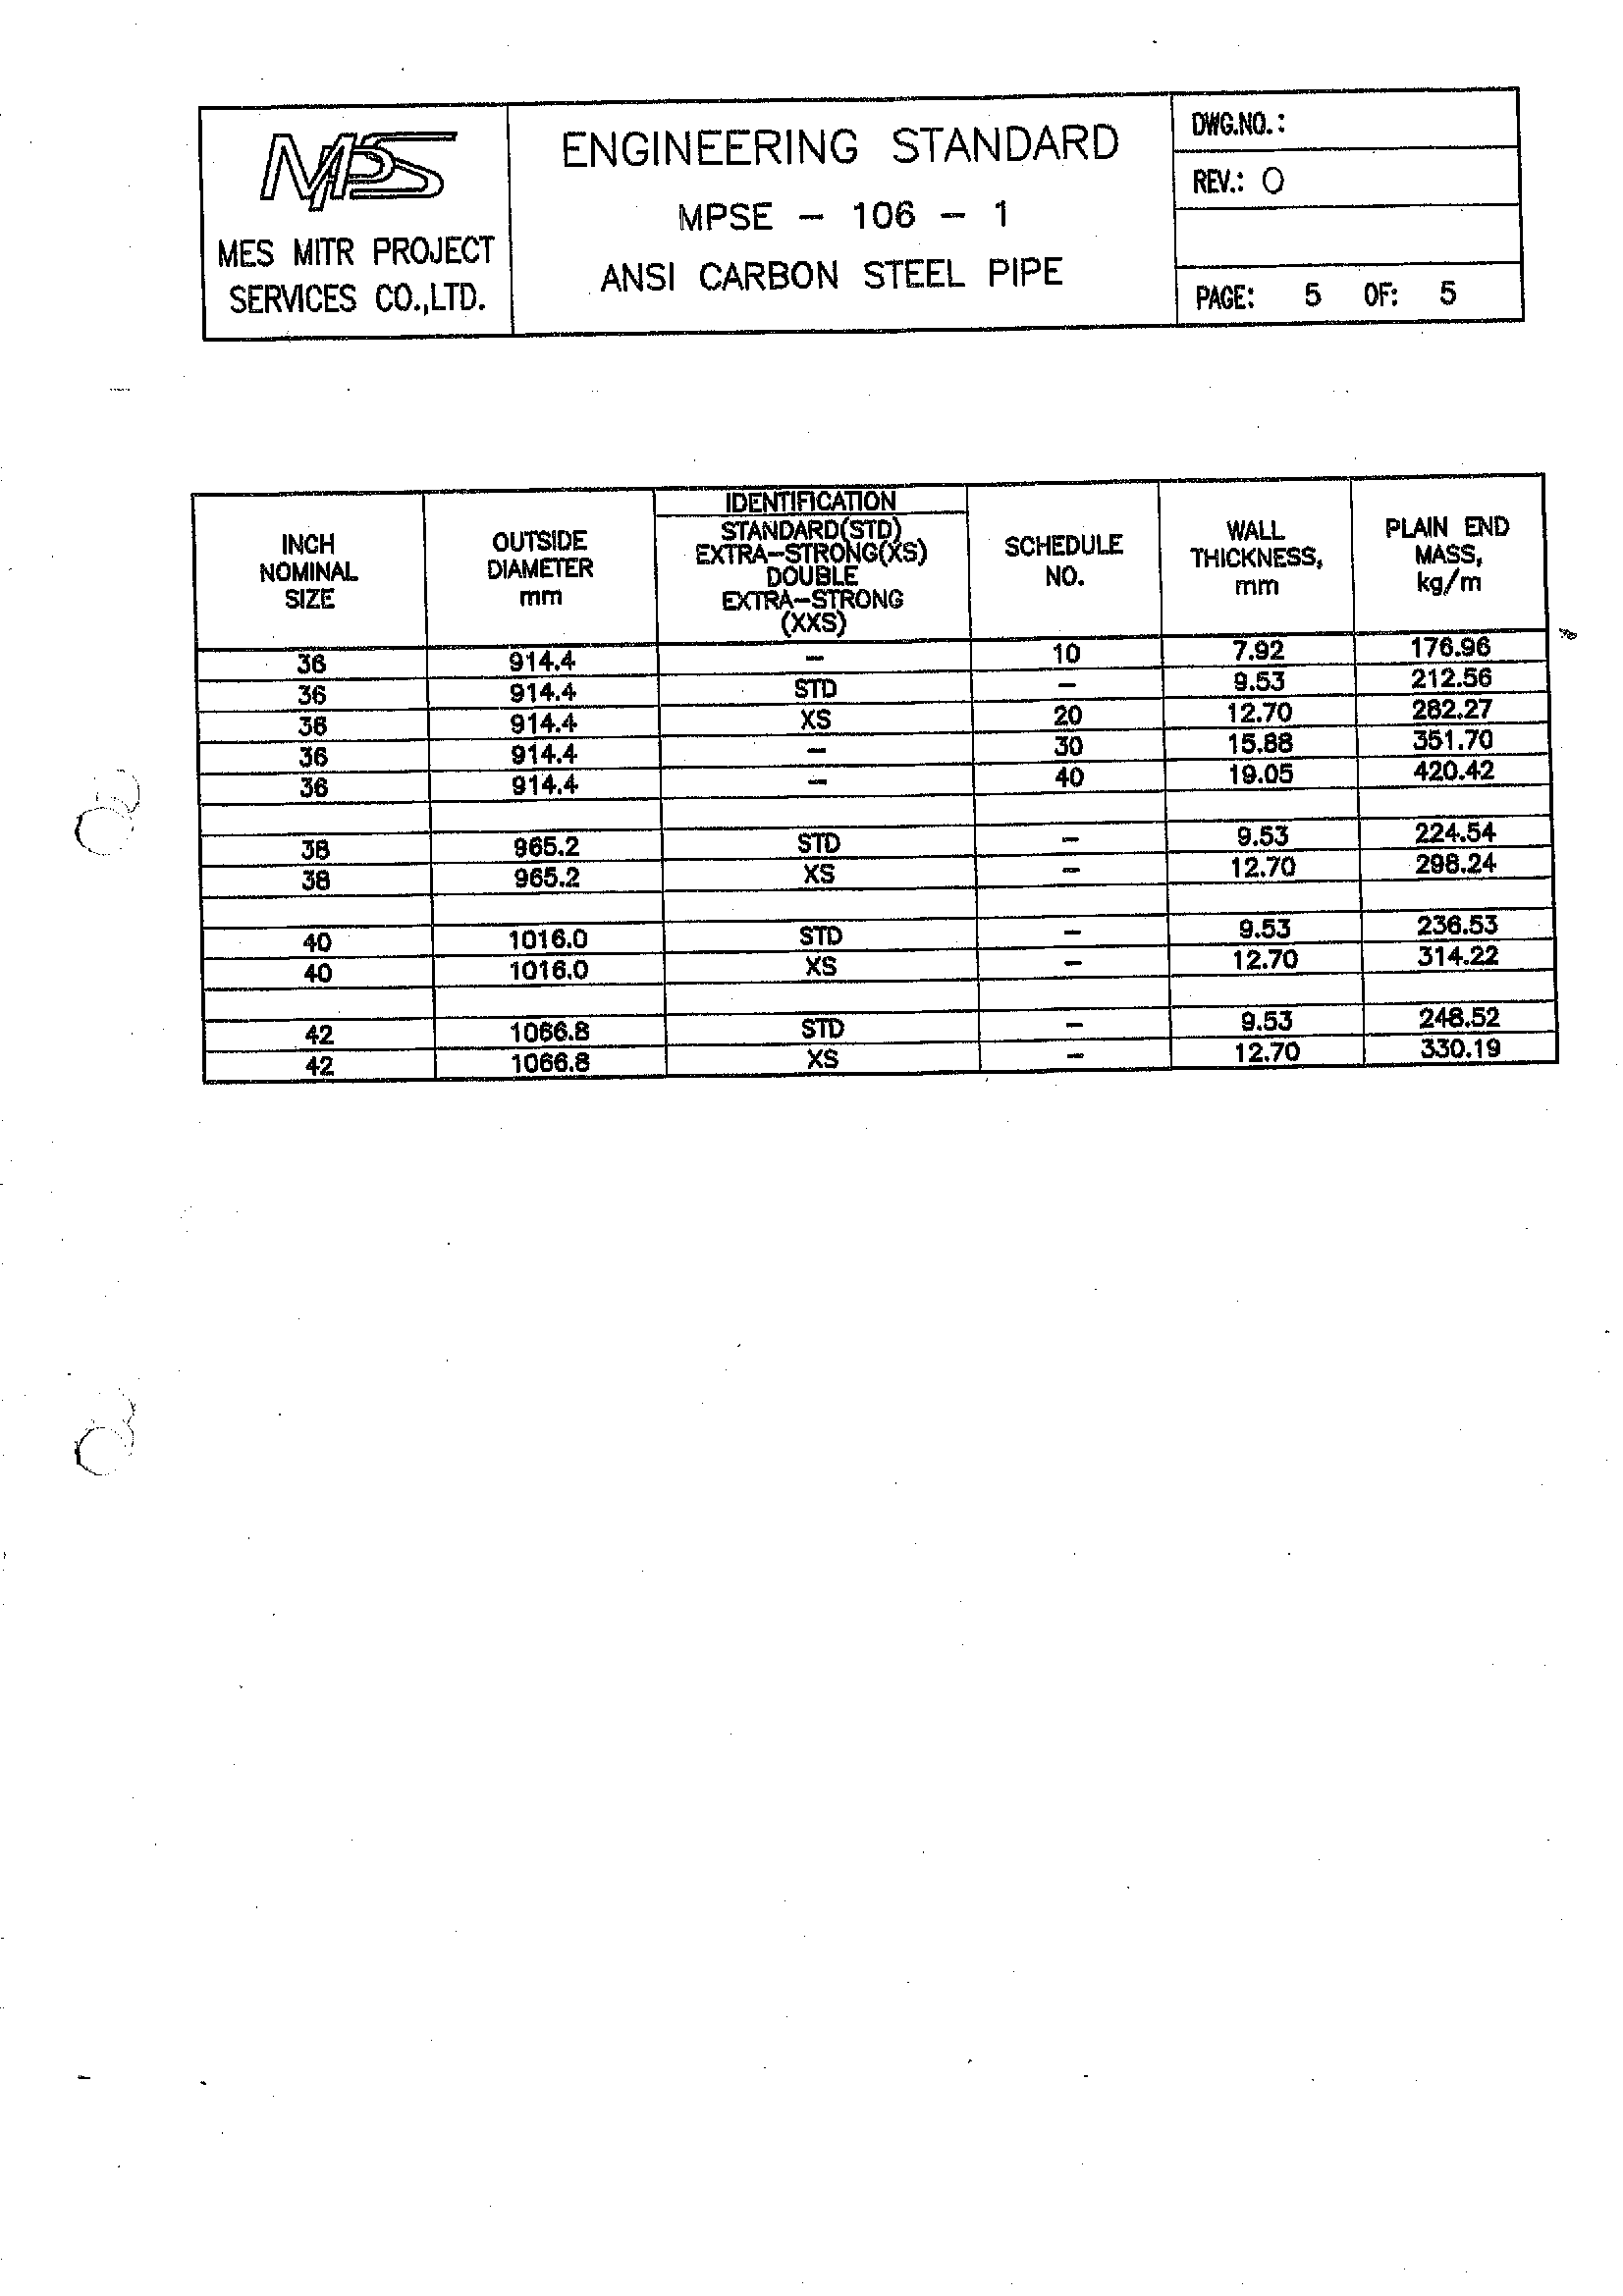 MPS
MES MITR PROJECT
SERVICES CO.,LTD.
ENGINEERING STANDARD
MPSE - 106 - 1
ANSI CARBON STEEL PIPE
DWG.NO.:
REV.: 0
PAGE: 5 OF: 5
INCH
NOMINAL
SIZE
OUTSIDE
DIAMETER
mm
IDENTIFICATION
STANDARD(STD)
EXTRA-STRONG(XS)
DOUBLE
EXTRA-STRONG
(XXS)
SCHEDULE
NO.
WALL
THICKNESS,
mm
PLAIN END
MASS,
kg/m
36 914.4 - 10 7.92 176.96
36 914.4 STD - 9.53 212.56
36 914.4 XS 20 12.70 282.27
36 914.4 - 30 15.88 351.70
36 914.4 - 40 19.05 420.42
38 965.2 STD - 9.53 224.54
38 965.2 XS - 12.70 298.24
40 1016.0 STD - 9.53 236.53
40 1016.0 XS - 12.70 314.22
42 1066.8 STD - 9.53 248.52
42 1066.8 XS - 12.70 330.19